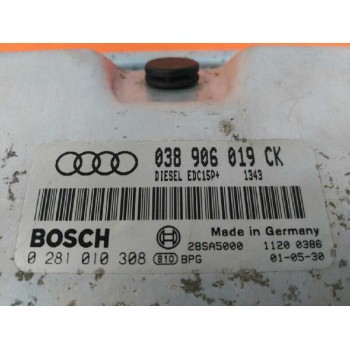 038 906 019 CK
DIESEL EDC15P+ 1343
BOSCH
Made in Germany
28SA5000 1120 0386
0 281 010 308 810 BPG 01-05-30